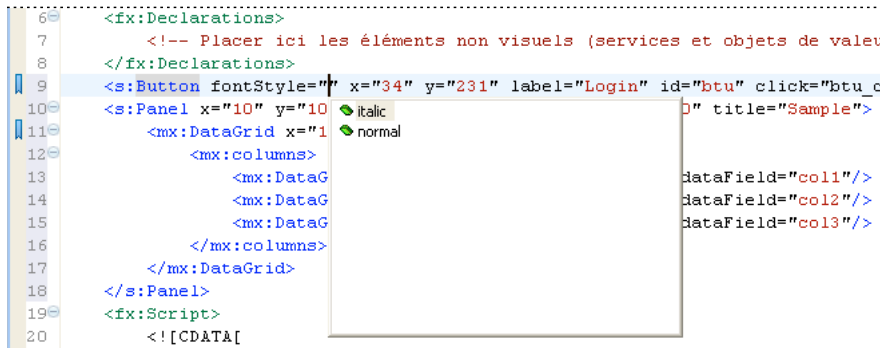 6 <fx:Declarations>
7 <!-- Placer ici les éléments non visuels (services et objets de valeu
8 </fx:Declarations>
9 <s:Button fontStyle="" x="34" y="231" label="Login" id="btu" click="btu_c
10 <s:Panel x="10" y="10 0" title="Sample">
italic
11 <mx:DataGrid x="1
normal
12 <mx:columns>
13 <mx:DataG dataField="col1"/>
14 <mx:DataG dataField="col2"/>
15 <mx:DataG dataField="col3"/>
16 </mx:columns>
17 </mx:DataGrid>
18 </s:Panel>
19 <fx:Script>
20 <![CDATA[